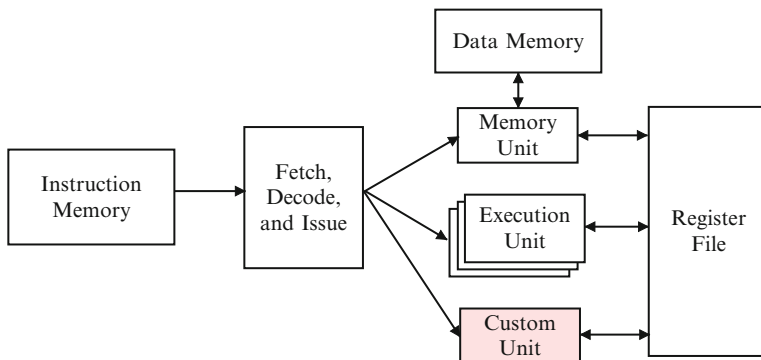 Data Memory
Memory
Unit
Instruction
Memory
Fetch,
Decode,
and Issue
Execution
Unit
Register
File
Custom
Unit